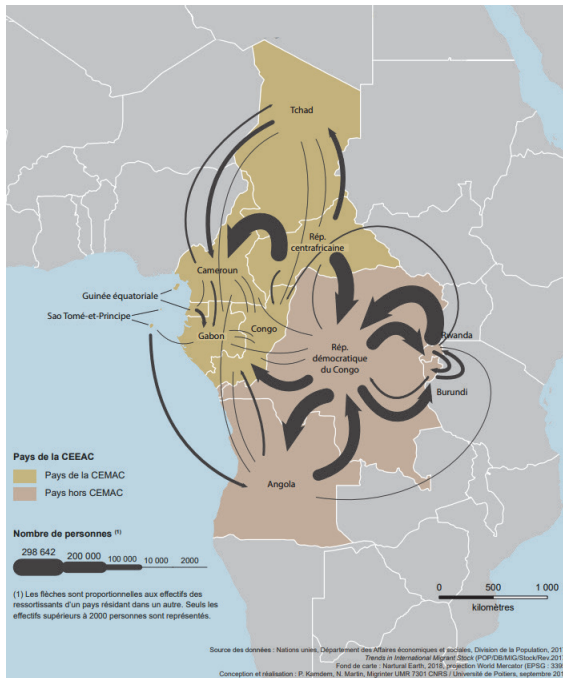 Tchad
Rép.
centrafricaine
Cameroun
Guinée équatoriale
Sao Tomé-et-Principe
Gabon
Congo
Rwanda
Rép.
démocratique
du Congo
Burundi
Angola
Pays de la CEEAC
Pays de la CEMAC
Pays hors CEMAC
Nombre de personnes (1)
298 642 200 000 100 000 10 000 2000
(1) Les flèches sont proportionnelles aux effectifs des
ressortissants d'un pays résidant dans un autre. Seuls les
effectifs supérieurs à 2000 personnes sont représentés.
0 500 1 000
kilomètres
Source des données : Nations unies, Département des Affaires économiques et sociales, Division de la Population, 201
Trends in International Migrant Stock (POP/DB/MIG/Stock/Rev.201
Fond de carte : Nartural Earth, 2018, projection World Mercator (EPSG : 339
Conception et réalisation : P. Kamdem, N. Martin, Migrinter UMR 7301 CNRS / Université de Poitiers, septembre 201